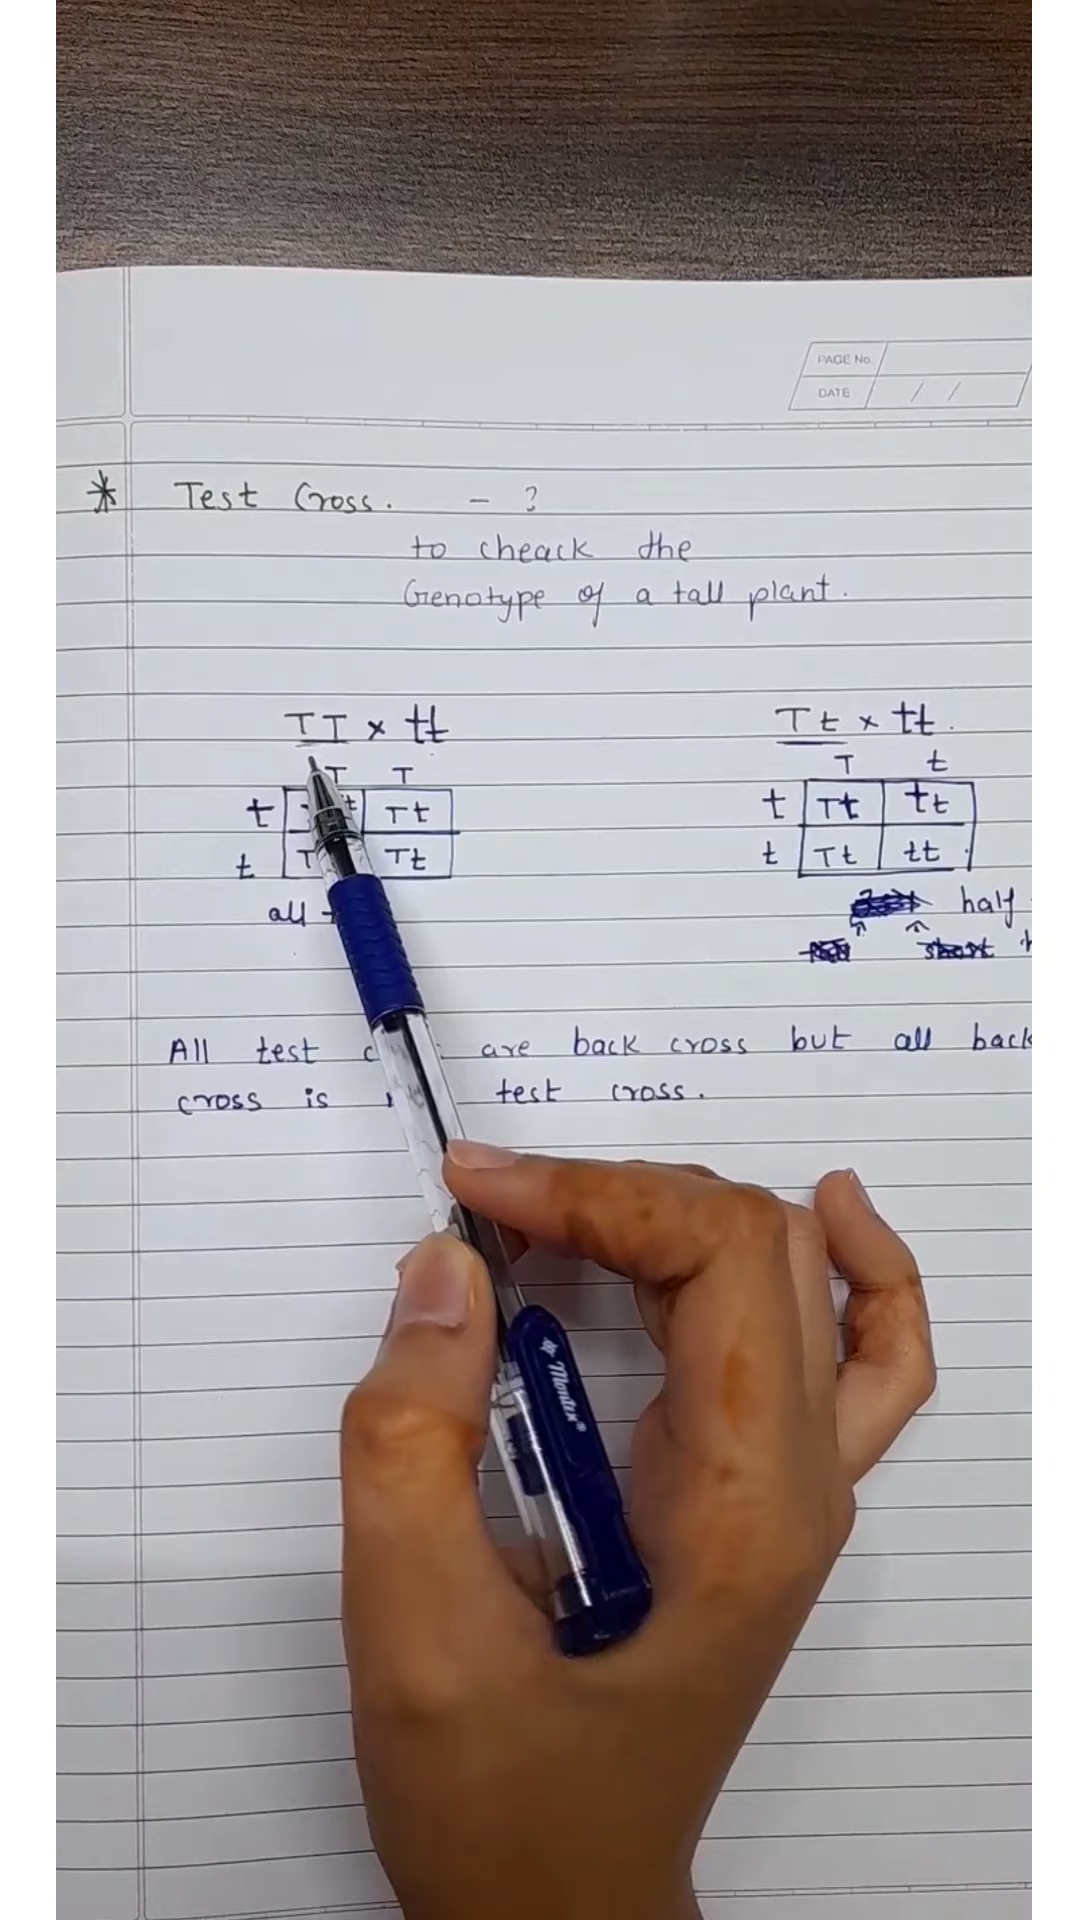 PAGE No.
DATE / /
* Test Cross. - ?
to cheack the
Genotype of a tall plant.
TT × tt
Tt × tt.
T T
T t
t Tt
t Tt tt
t T Tt
t Tt tt
all
half
short
All test are back cross but all back
cross is test cross.
Montex®